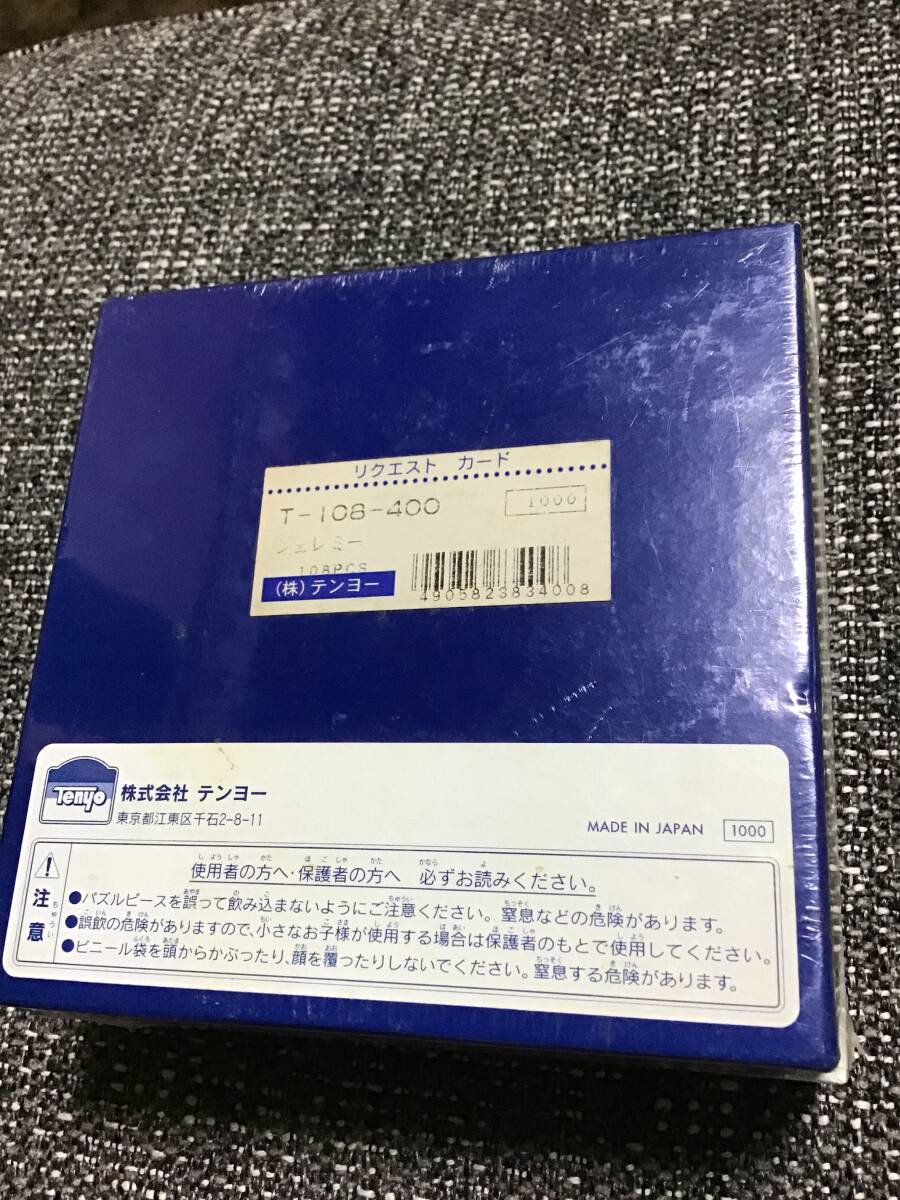 リクエスト カード
T-108-400
1000
ジェレミー
108PCS
(株)テンヨー
4905823834008
Tenyo
株式会社 テンヨー
東京都江東区千石2-8-11
MADE IN JAPAN 1000
注意
ちゅうい
使用者の方へ・保護者の方へ 必ずお読みください。
●パズルピースを誤って飲み込まないようにご注意ください。窒息などの危険があります。
●誤飲の危険がありますので、小さなお子様が使用する場合は保護者のもとで使用してください。
●ビニール袋を頭からかぶったり、顔を覆ったりしないでください。窒息する危険があります。